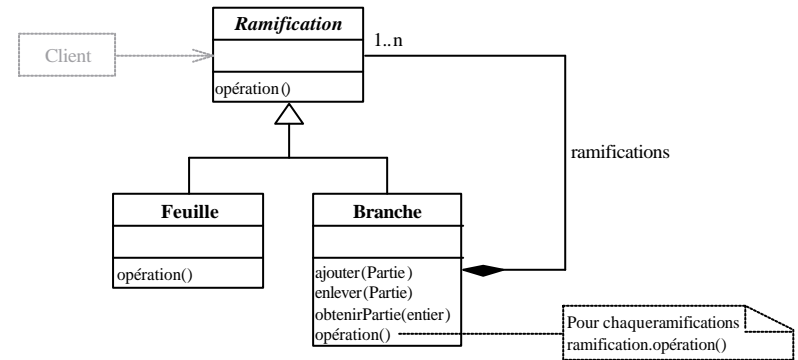 Ramification
1..n
Client
opération()
ramifications
Feuille
Branche
opération()
ajouter(Partie)
enlever(Partie)
obtenirPartie(entier)
opération()
Pour chaqueramifications
ramification.opération()